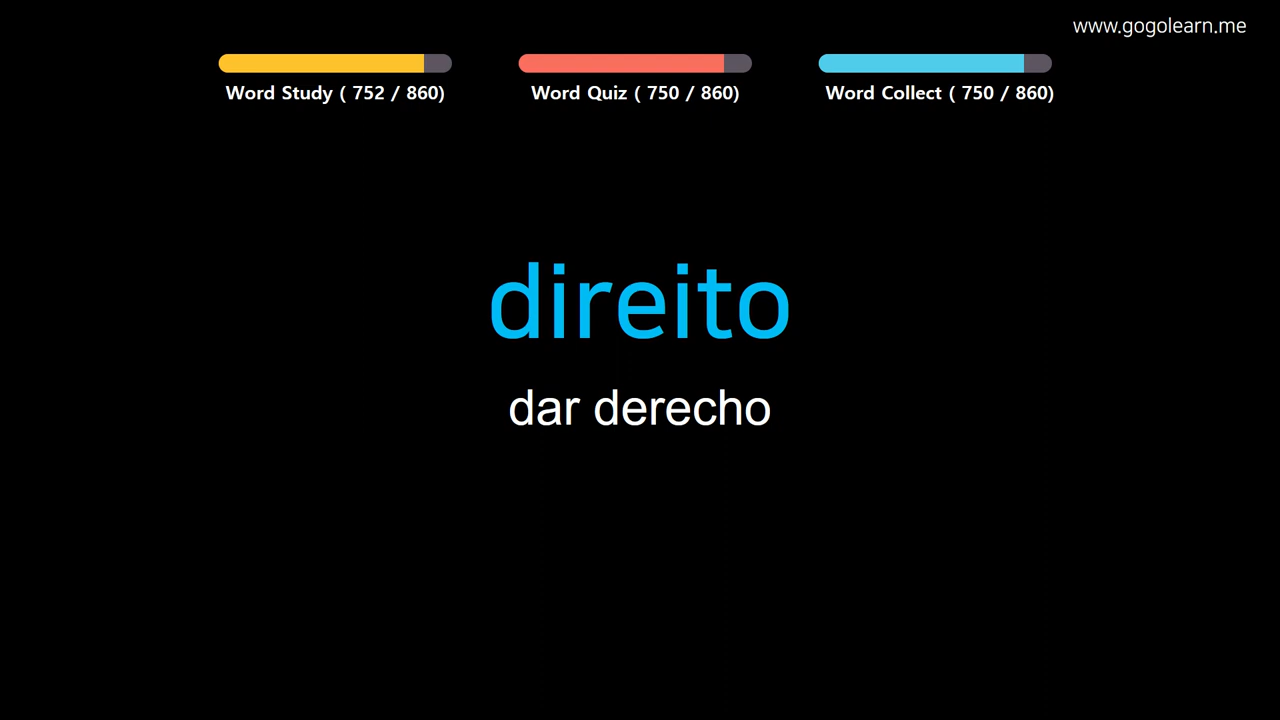 www.gogolearn.me
Word Study ( 752 / 860)
Word Quiz ( 750 / 860)
Word Collect ( 750 / 860)
direito
dar derecho